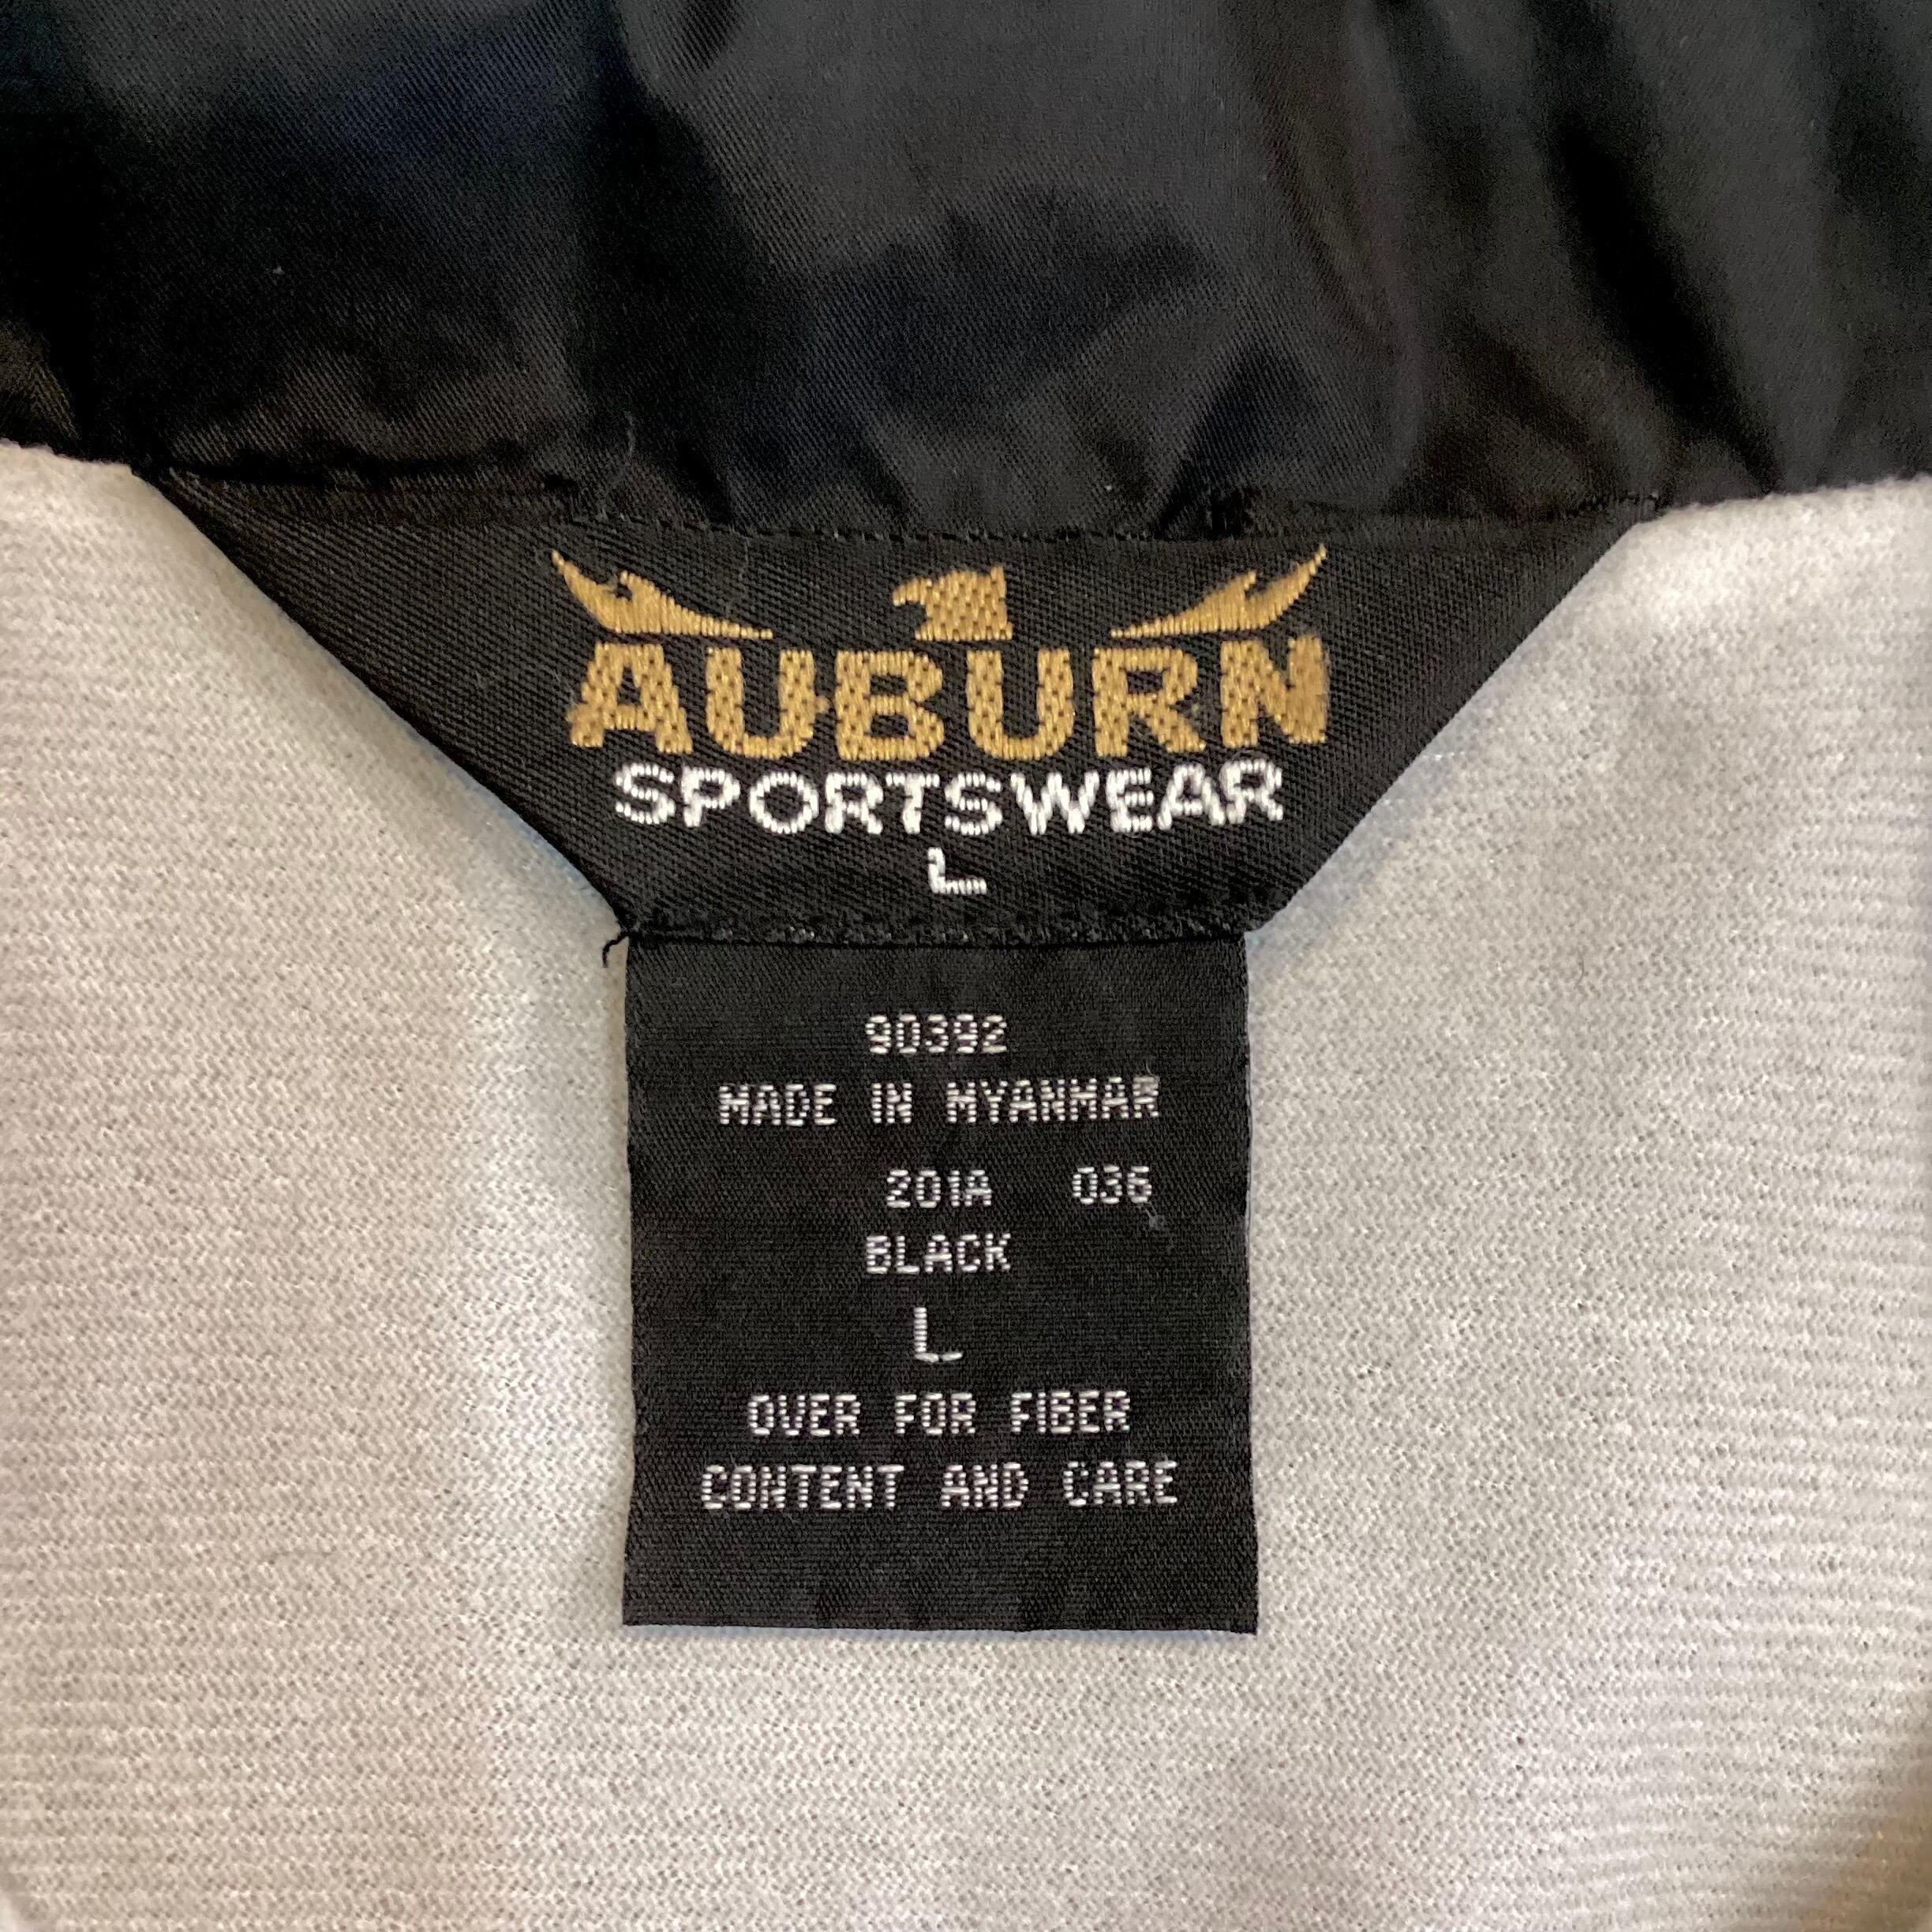 AUBURN
SPORTSWEAR
L
90392
MADE IN MYANMAR
201A 036
BLACK
L
OVER FOR FIBER
CONTENT AND CARE